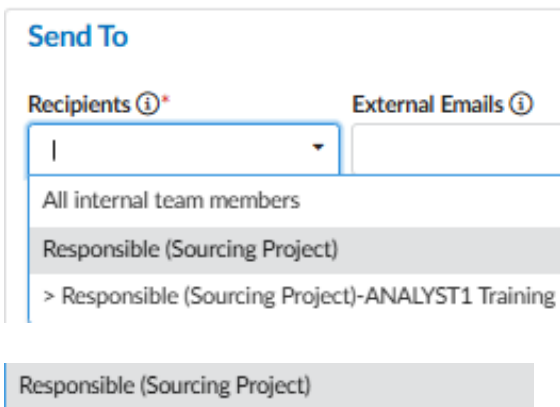 Send To
Recipients ⓘ* External Emails ⓘ
All internal team members
Responsible (Sourcing Project)
> Responsible (Sourcing Project)-ANALYST1 Training
Responsible (Sourcing Project)